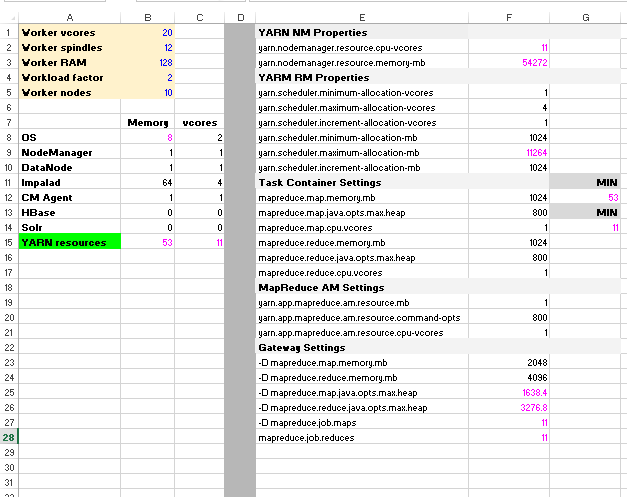 A B C D E F G
1 Worker vcores 20 YARN NM Properties
2 Worker spindles 12 yarn.nodemanager.resource.cpu-vcores 11
3 Worker RAM 128 yarn.nodemanager.resource.memory-mb 54272
4 Workload factor 2 YARM RM Properties
5 Worker nodes 10 yarn.scheduler.minimum-allocation-vcores 1
6 yarn.scheduler.maximum-allocation-vcores 4
7 Memory vcores yarn.scheduler.increment-allocation-vcores 1
8 OS 8 2 yarn.scheduler.minimum-allocation-mb 1024
9 NodeManager 1 1 yarn.scheduler.maximum-allocation-mb 11264
10 DataNode 1 1 yarn.scheduler.increment-allocation-mb 1024
11 Impalad 64 4 Task Container Settings MIN
12 CM Agent 1 1 mapreduce.map.memory.mb 1024 53
13 HBase 0 0 mapreduce.map.java.opts.max.heap 800 MIN
14 Solr 0 0 mapreduce.map.cpu.vcores 1 11
15 YARN resources 53 11 mapreduce.reduce.memory.mb 1024
16 mapreduce.reduce.java.opts.max.heap 800
17 mapreduce.reduce.cpu.vcores 1
18 MapReduce AM Settings
19 yarn.app.mapreduce.am.resource.mb 1
20 yarn.app.mapreduce.am.resource.command-opts 800
21 yarn.app.mapreduce.am.resource.cpu-vcores 1
22 Gateway Settings
23 -D mapreduce.map.memory.mb 2048
24 -D mapreduce.reduce.memory.mb 4096
25 -D mapreduce.map.java.opts.max.heap 1638.4
26 -D mapreduce.reduce.java.opts.max.heap 3276.8
27 -D mapreduce.job.maps 11
28 mapreduce.job.reduces 11
29
30
31